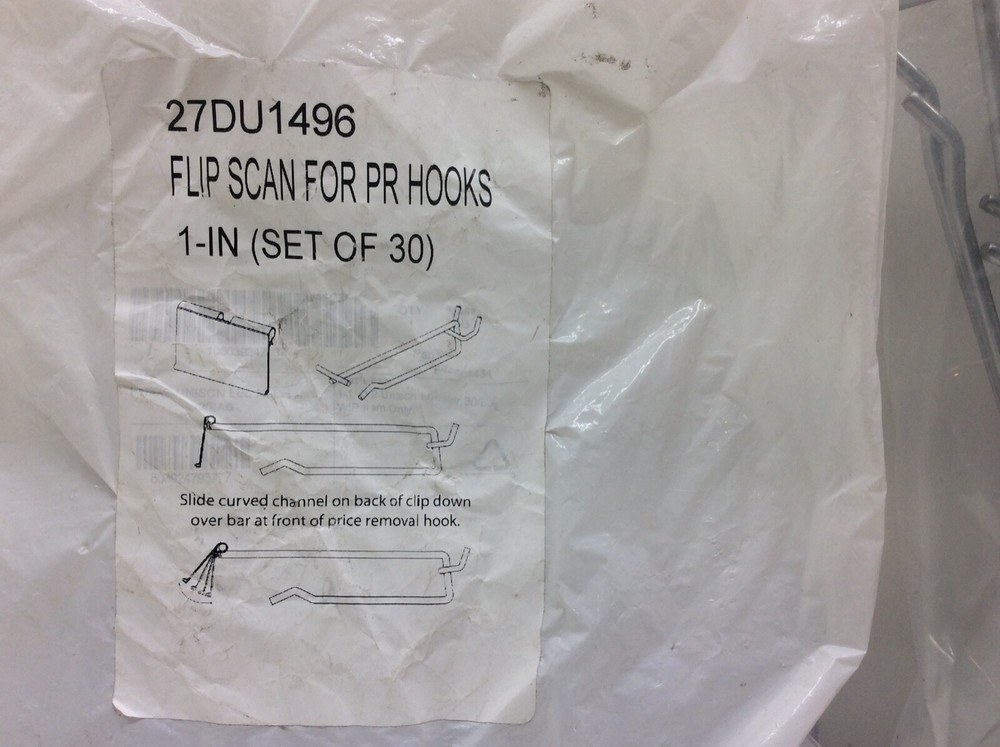 27DU1496
FLIP SCAN FOR PR HOOKS
1-IN (SET OF 30)
Slide curved channel on back of clip down
over bar at front of price removal hook.